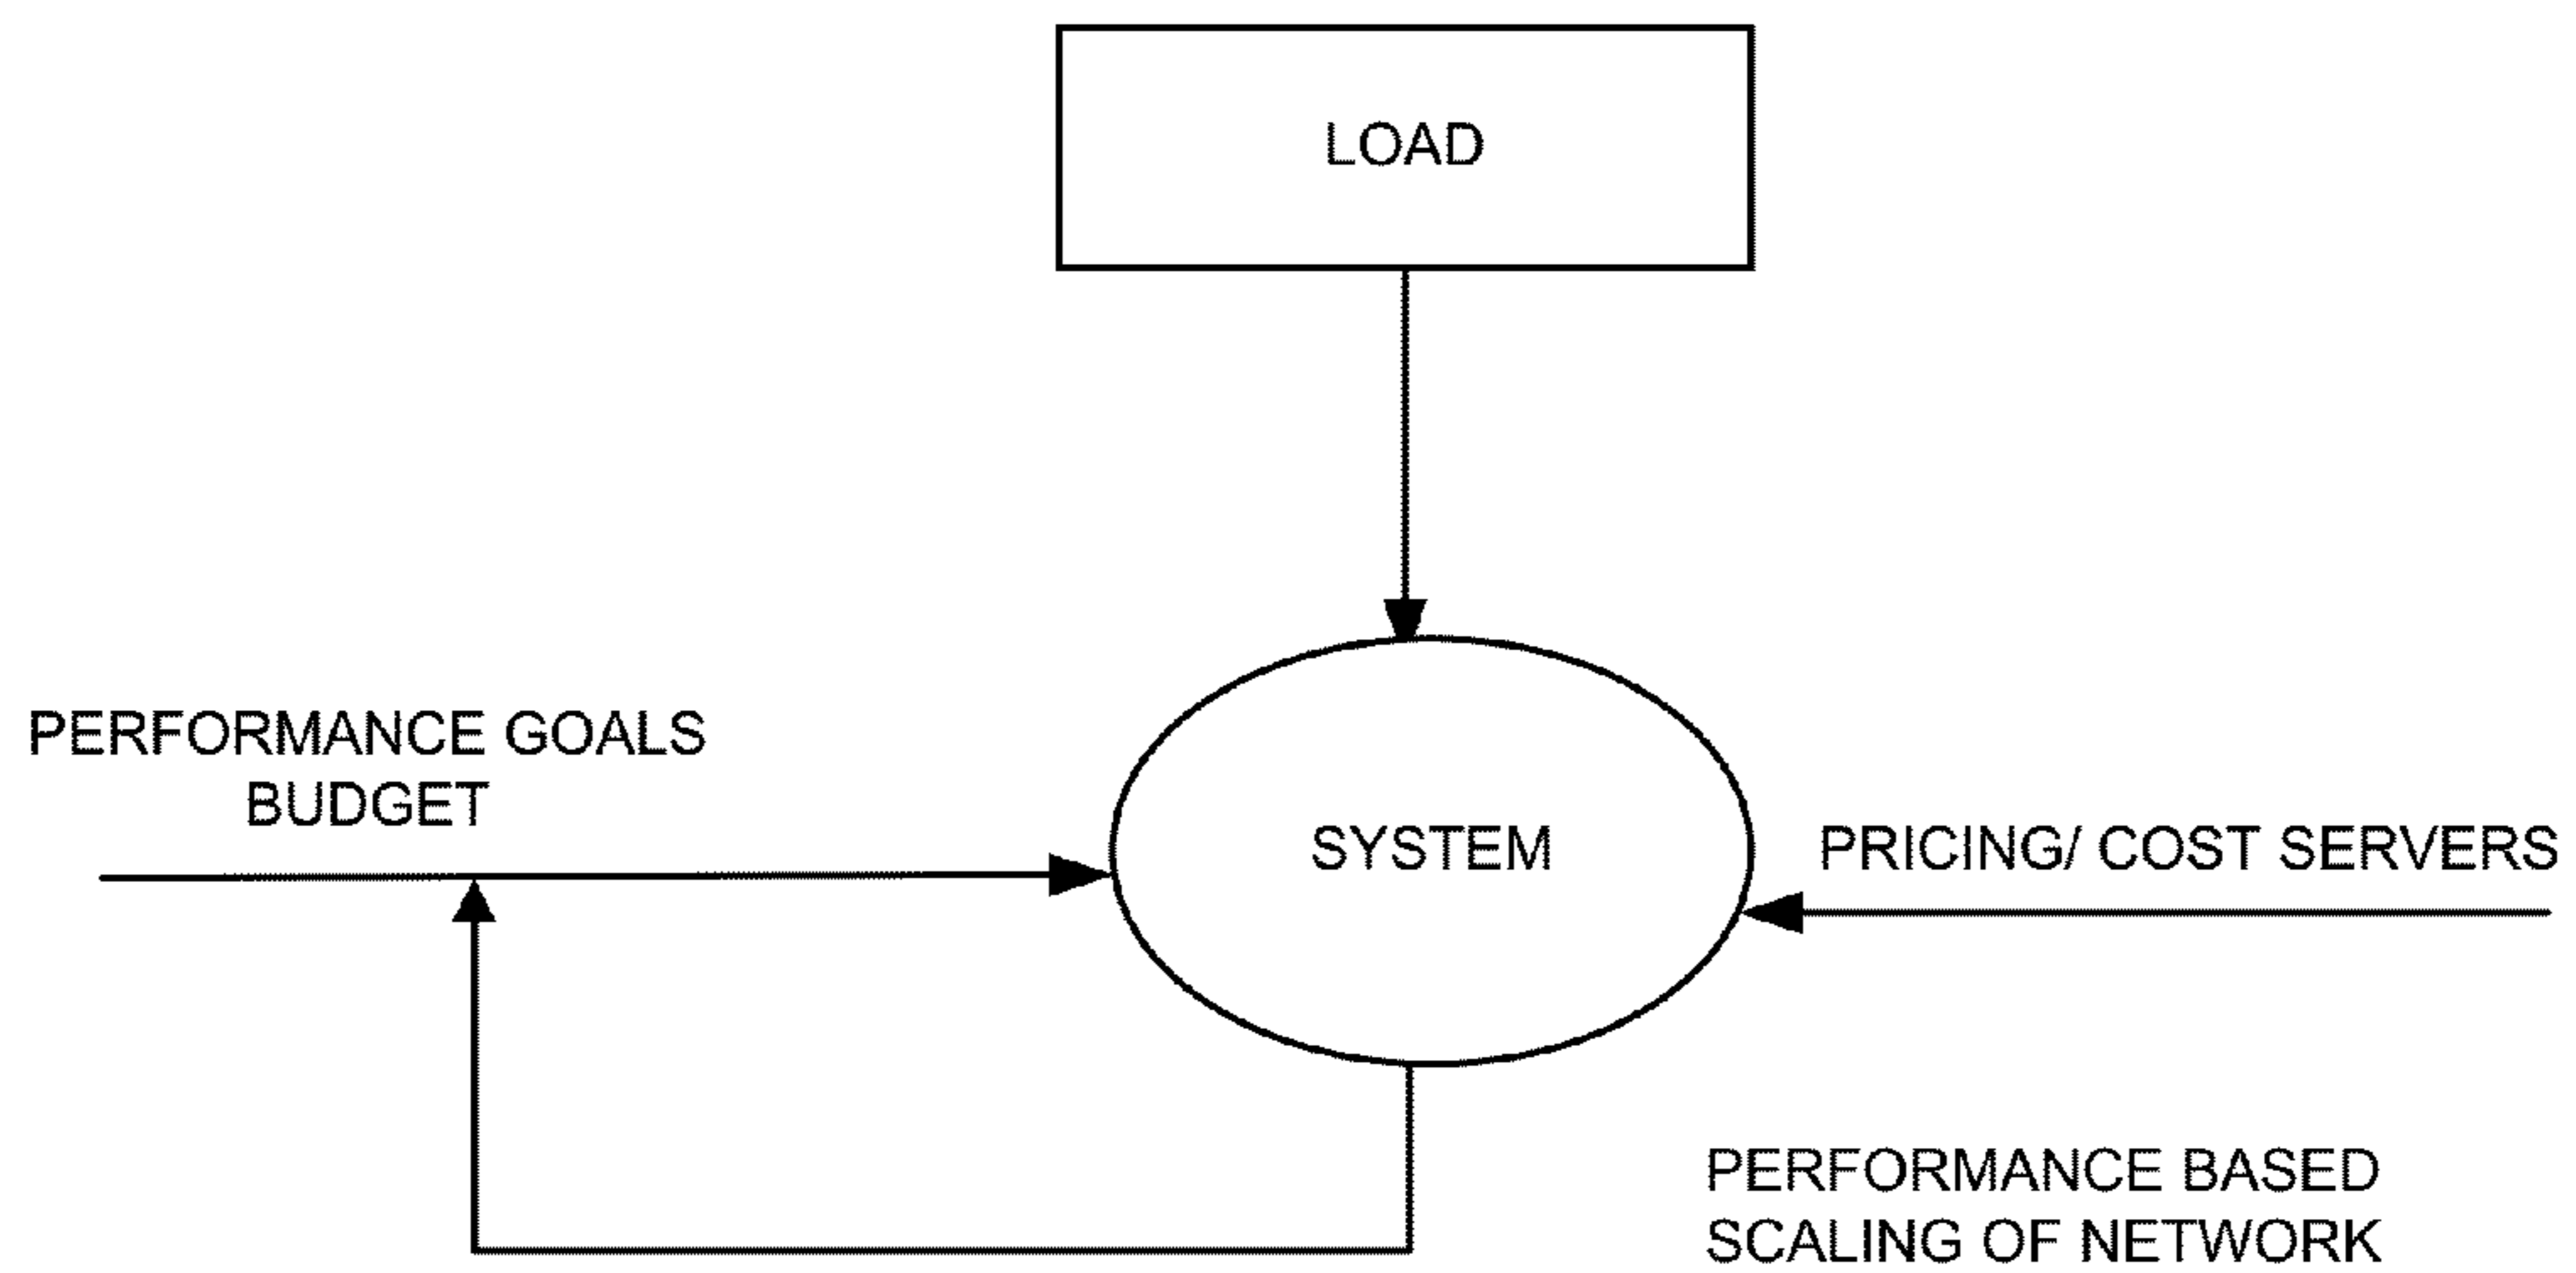 LOAD
PERFORMANCE GOALS
BUDGET
SYSTEM
PRICING/ COST SERVERS
PERFORMANCE BASED
SCALING OF NETWORK